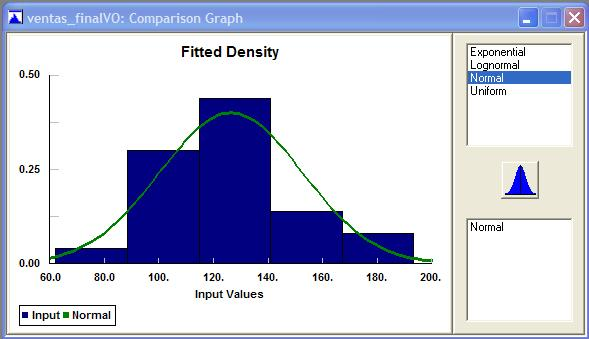 ventas_finalVO: Comparison Graph
Fitted Density
0.50
0.25
0.00
60.0 80.0 100. 120. 140. 160. 180. 200.
Input Values
Input Normal
Exponential
Lognormal
Normal
Uniform
Normal